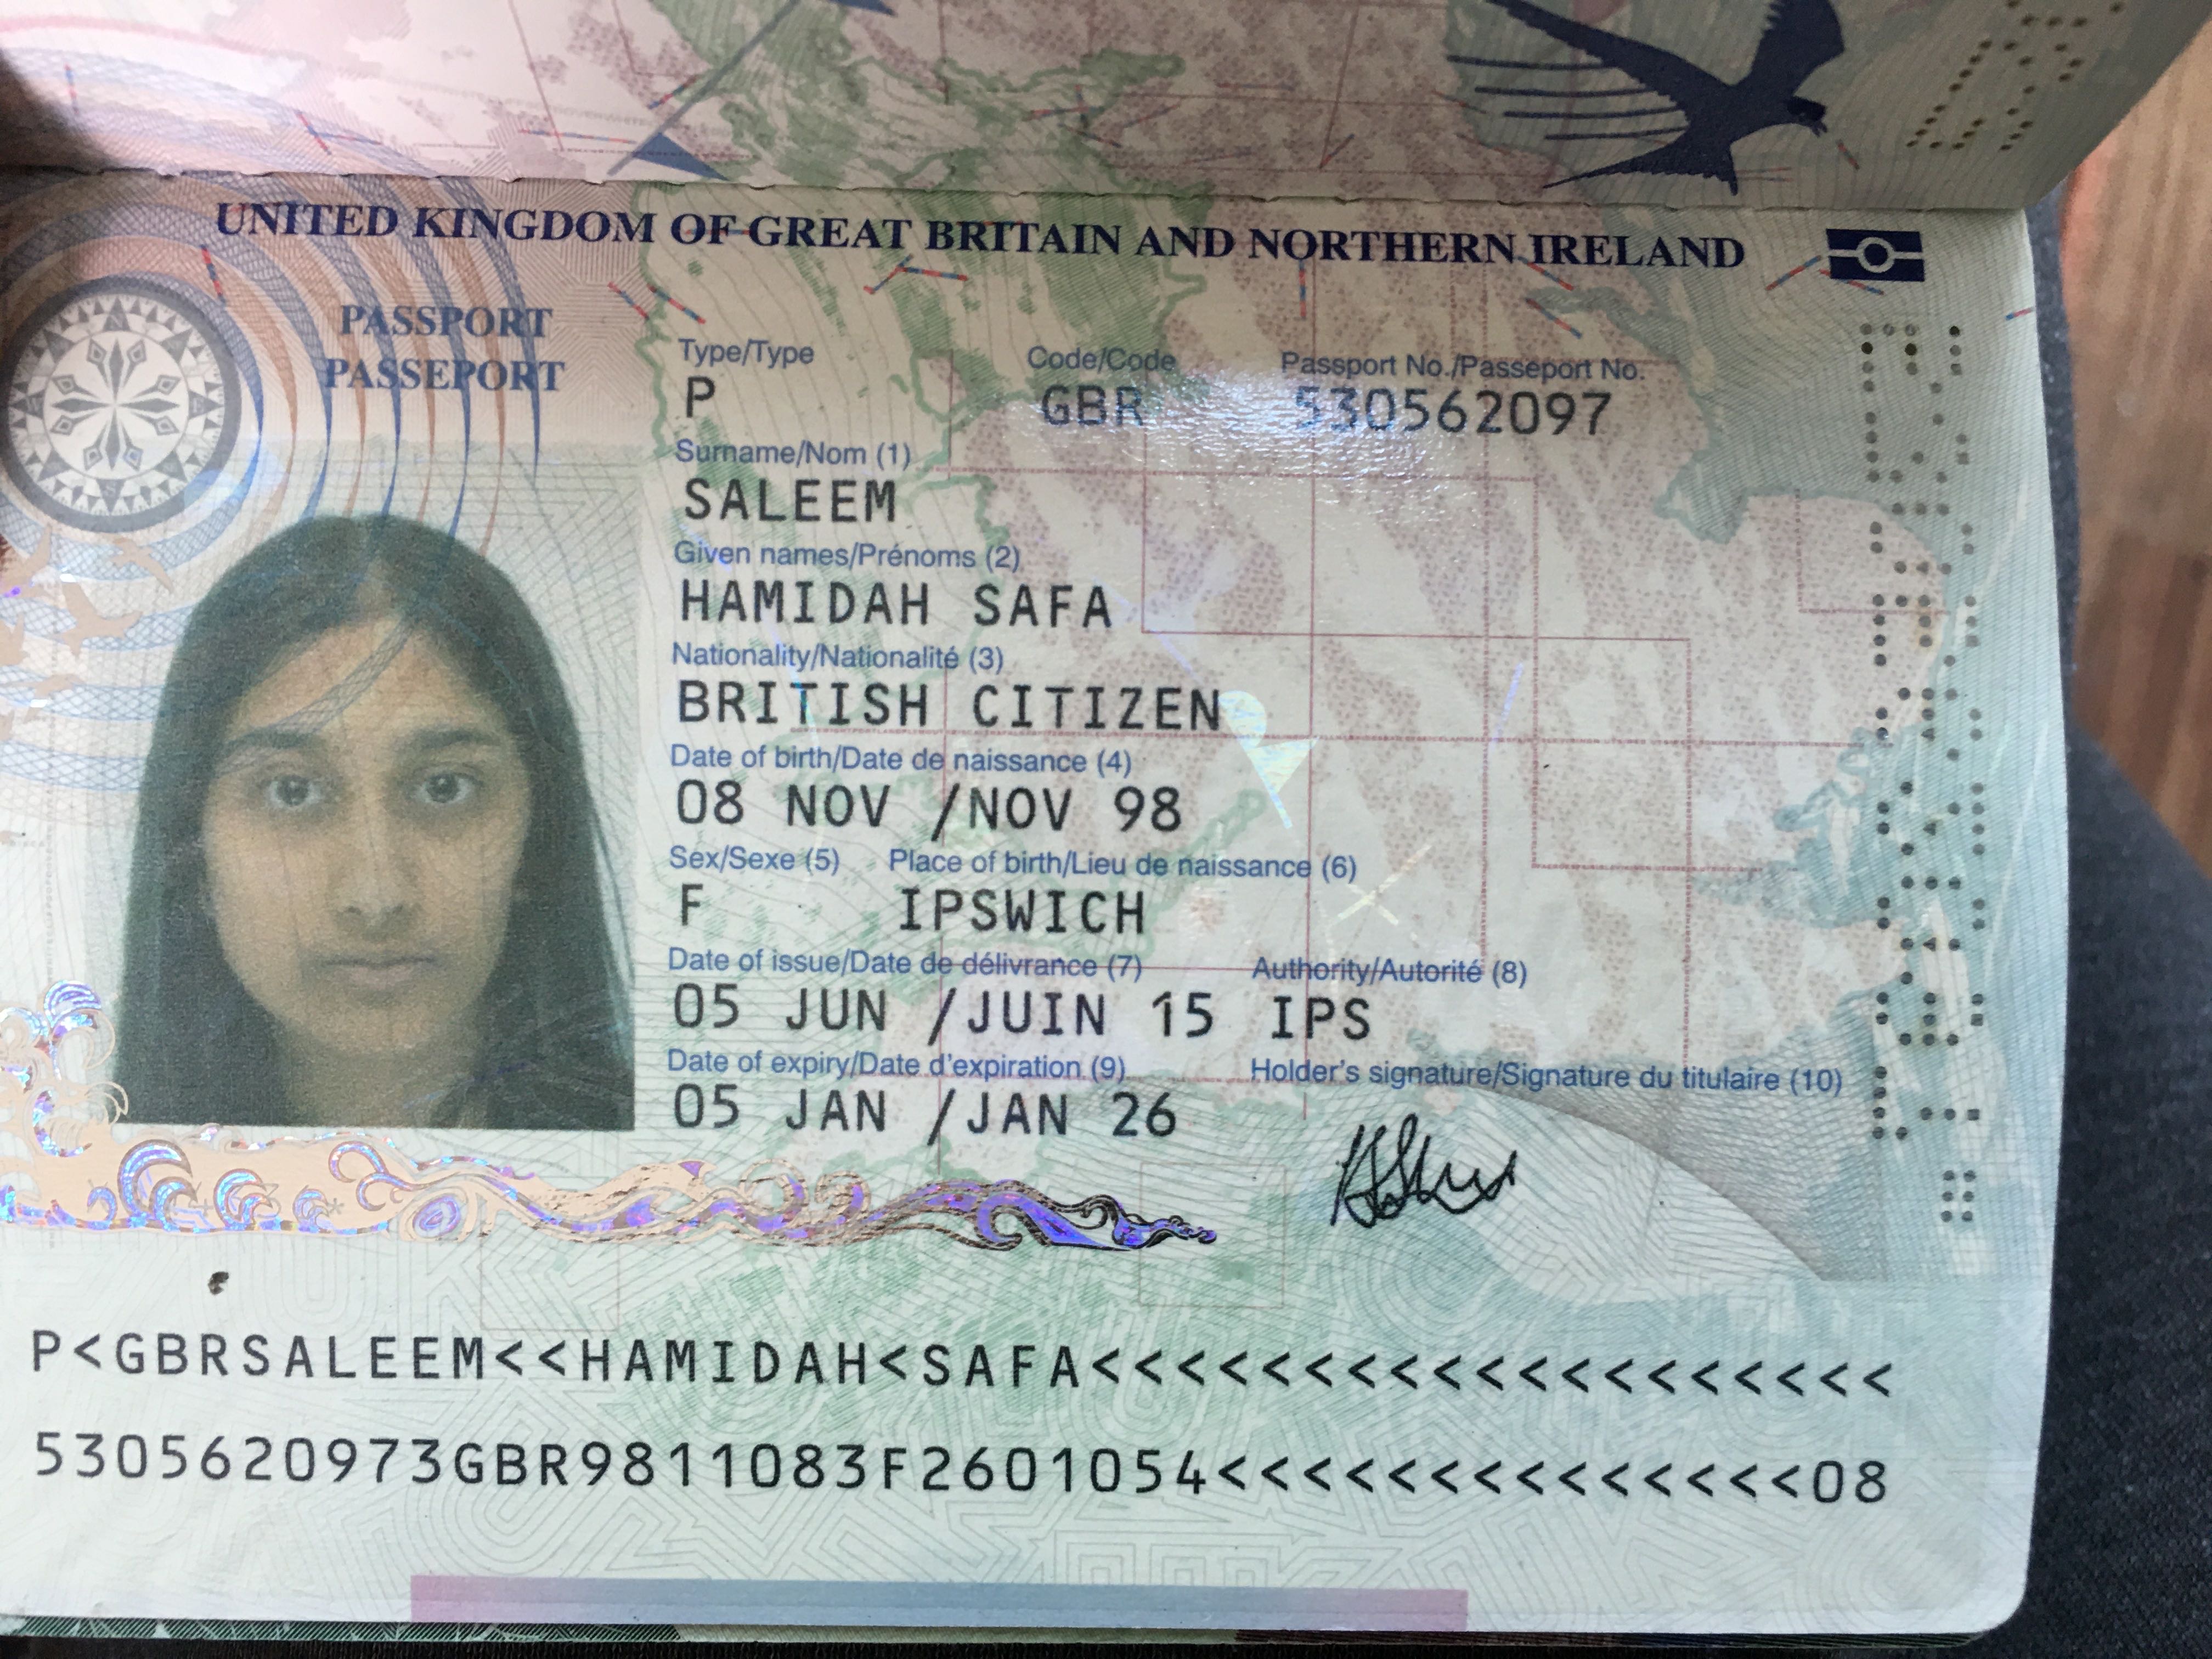 UNITED KINGDOM OF GREAT BRITAIN AND NORTHERN IRELAND
PASSPORT
PASSEPORT
Type/Type Code/Code Passport No./Passeport No.
P GBR 530562097
Surname/Nom (1)
SALEEM
Given names/Prénoms (2)
HAMIDAH SAFA
Nationality/Nationalité (3)
BRITISH CITIZEN
Date of birth/Date de naissance (4)
08 NOV /NOV 98
Sex/Sexe (5) Place of birth/Lieu de naissance (6)
F IPSWICH
Date of issue/Date de délivrance (7) Authority/Autorité (8)
05 JUN /JUIN 15 IPS
Date of expiry/Date d'expiration (9) Holder's signature/Signature du titulaire (10)
05 JAN /JAN 26
P<GBRSALEEM<<HAMIDAH<SAFA<<<<<<<<<<<<<<<<<<<
5305620973GBR9811083F2601054<<<<<<<<<<<<<<08